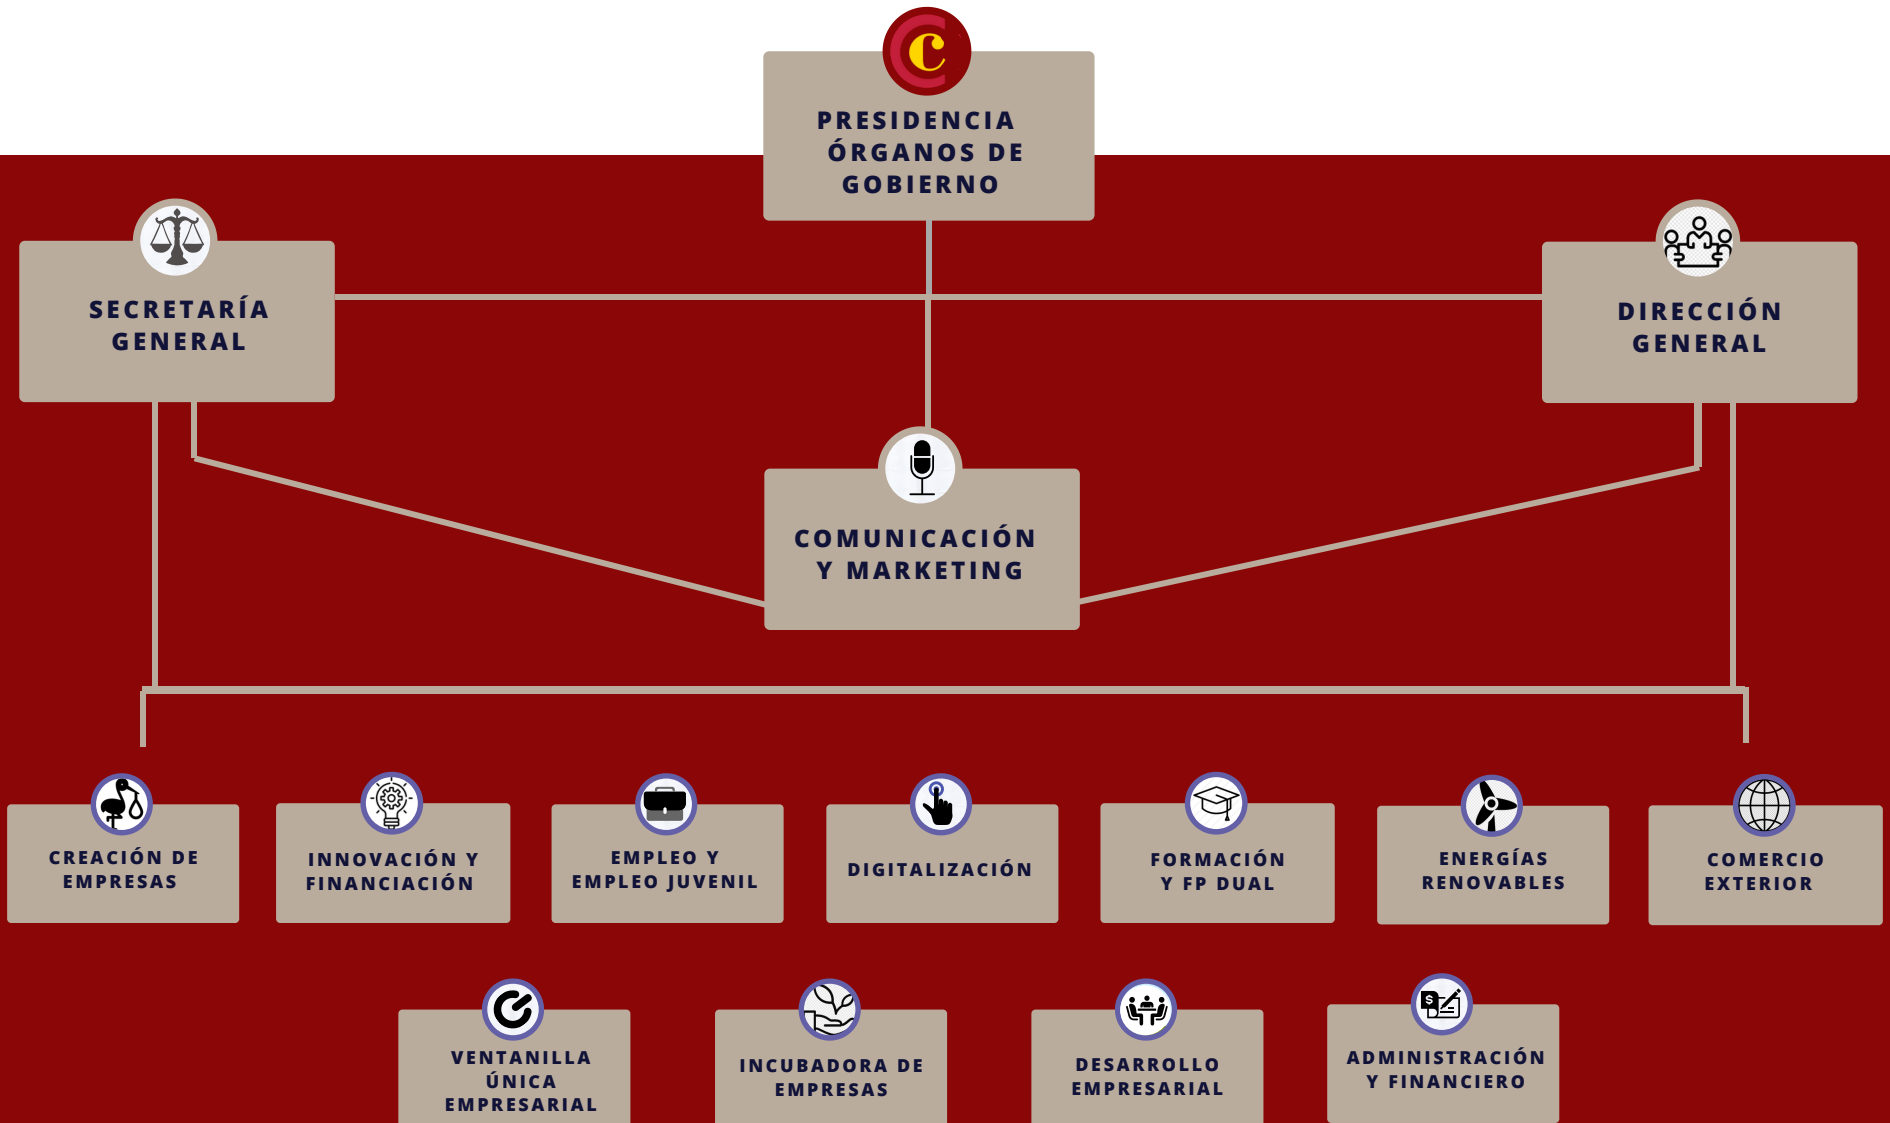 PRESIDENCIA
ÓRGANOS DE
GOBIERNO
SECRETARÍA
GENERAL
DIRECCIÓN
GENERAL
COMUNICACIÓN
Y MARKETING
CREACIÓN DE
EMPRESAS
INNOVACIÓN Y
FINANCIACIÓN
EMPLEO Y
EMPLEO JUVENIL
DIGITALIZACIÓN
FORMACIÓN
Y FP DUAL
ENERGÍAS
RENOVABLES
COMERCIO
EXTERIOR
VENTANILLA
ÚNICA
EMPRESARIAL
INCUBADORA DE
EMPRESAS
DESARROLLO
EMPRESARIAL
ADMINISTRACIÓN
Y FINANCIERO